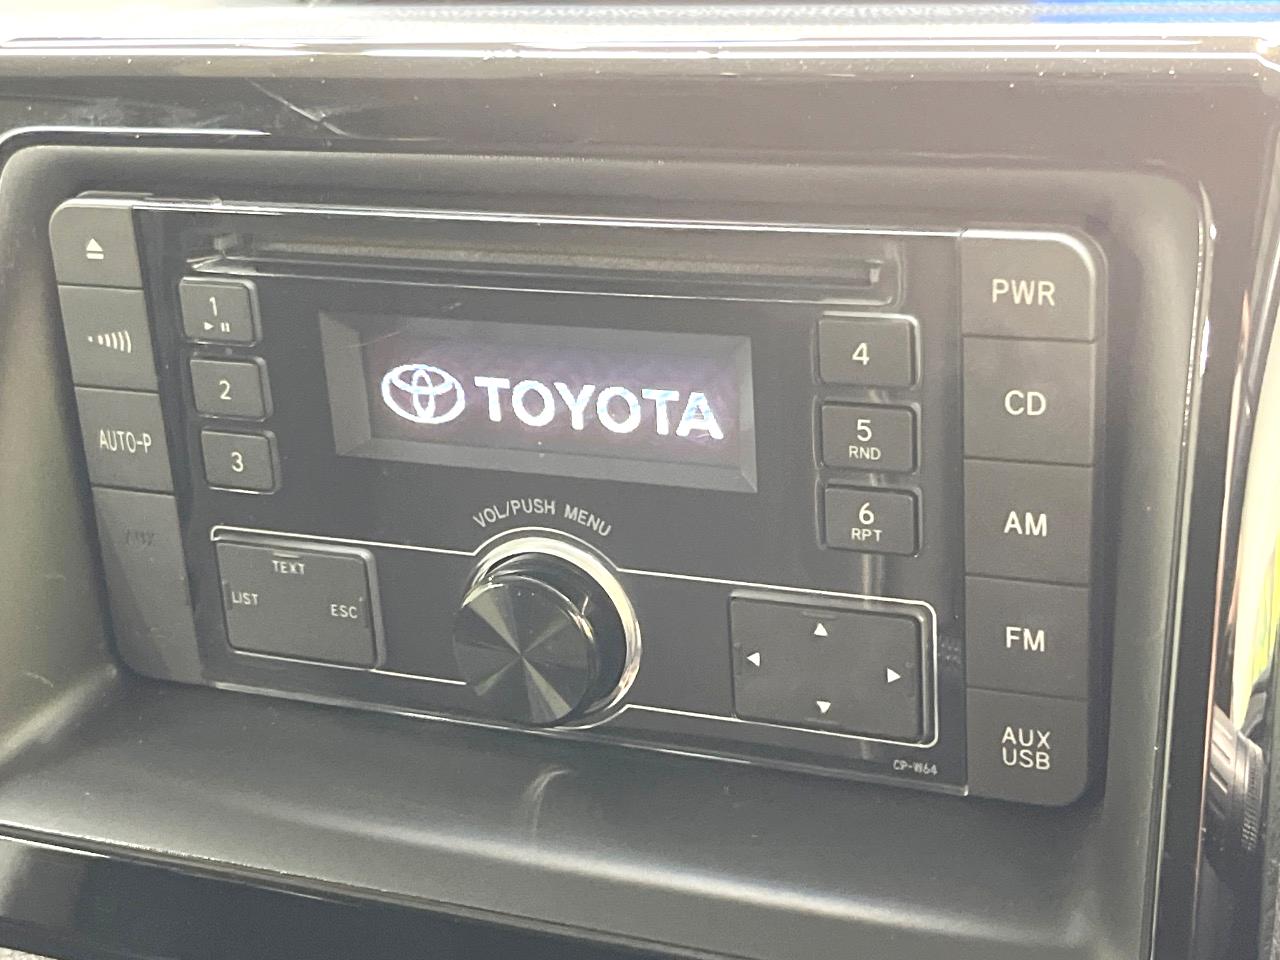 PWR
1
4
2
CD
TOYOTA
5
RND
AUTO-P
3
6
RPT
VOL/PUSH MENU
AM
AUX
TEXT
LIST
ESC
FM
AUX
USB
CP-W64